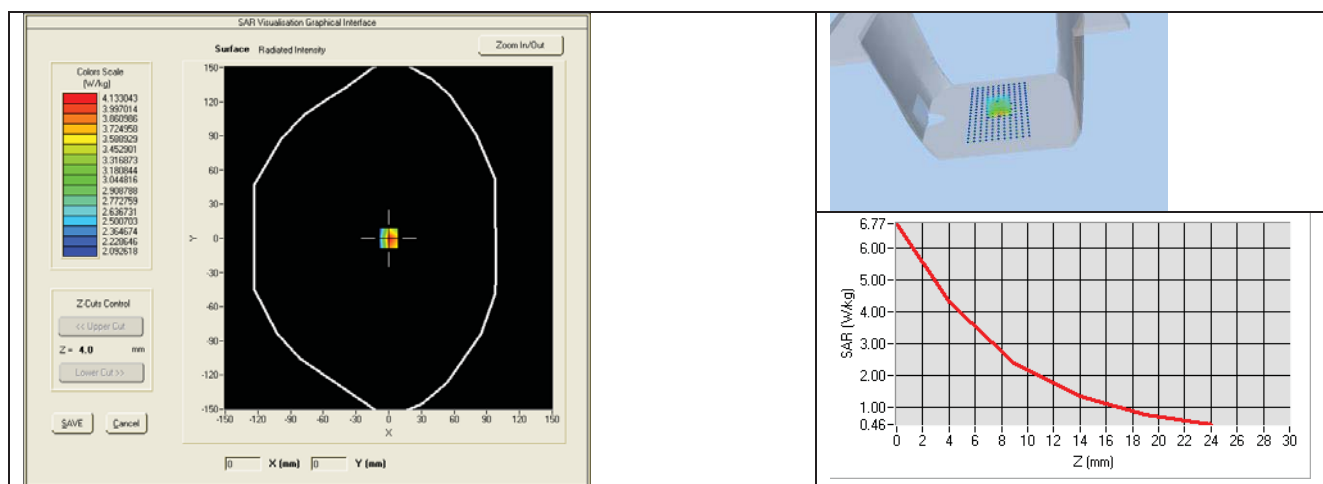 SAR Visualisation Graphical Interface
Surface Radiated Intensity
Zoom In/Out
Colors Scale
(W/kg)
4.133043
3.997014
3.860986
3.724958
3.588929
3.452901
3.316873
3.180844
3.044816
2.908788
2.772759
2.636731
2.500703
2.364674
2.228646
2.092618
Z-Cuts Control
<< Upper Cut
Z = 4.0 mm
Lower Cut >>
SAVE Cancel
150
120
90
60
30
0
-30
-60
-90
-120
-150
Y
-150 -120 -90 -60 -30 0 30 60 90 120 150
X
0 X (mm) 0 Y (mm)
6.77
6.00
5.00
4.00
3.00
2.00
1.00
0.46
SAR (W/kg)
0 2 4 6 8 10 12 14 16 18 20 22 24 26 28 30
Z (mm)